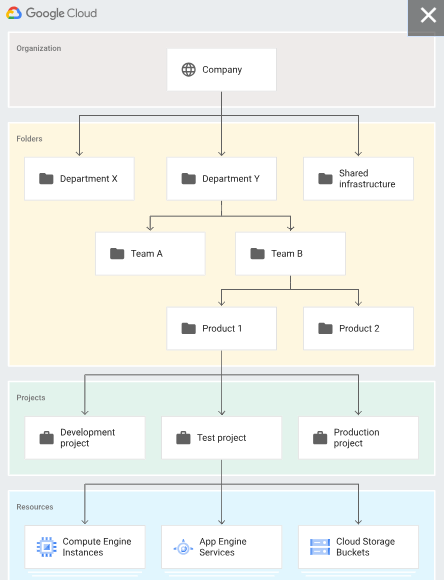 Google Cloud
Organization
Company
Folders
Department X
Department Y
Shared
infrastructure
Team A
Team B
Product 1
Product 2
Projects
Development
project
Test project
Production
project
Resources
Compute Engine
Instances
App Engine
Services
Cloud Storage
Buckets